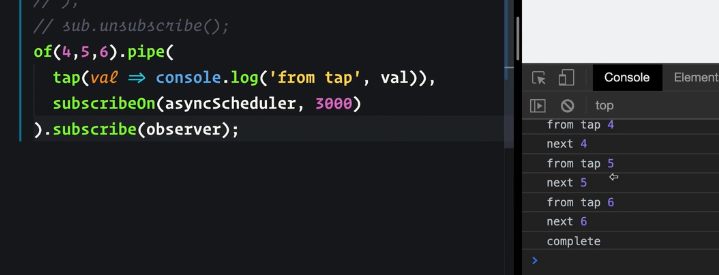 // );
// sub.unsubscribe();
of(4,5,6).pipe(
tap(val => console.log('from tap', val)),
subscribeOn(asyncScheduler, 3000)
).subscribe(observer);
Console
Element
top
from tap 4
next 4
from tap 5
next 5
from tap 6
next 6
complete
>